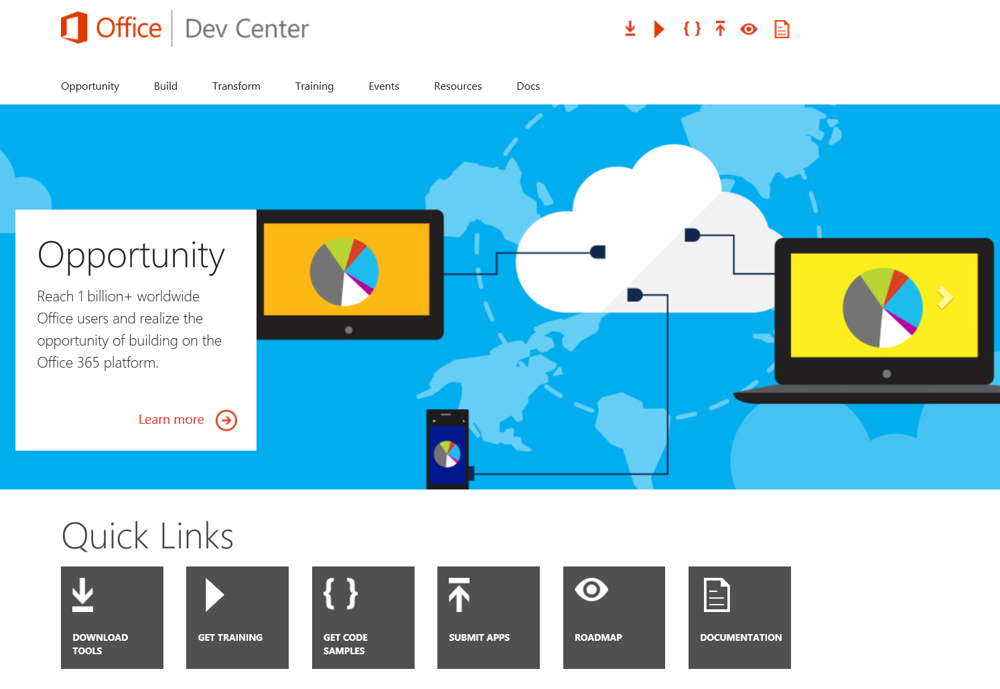 Office | Dev Center
Opportunity Build Transform Training Events Resources Docs
Opportunity
Reach 1 billion+ worldwide
Office users and realize the
opportunity of building on the
Office 365 platform.
Learn more
Quick Links
DOWNLOAD
TOOLS
GET TRAINING
GET CODE
SAMPLES
SUBMIT APPS
ROADMAP
DOCUMENTATION